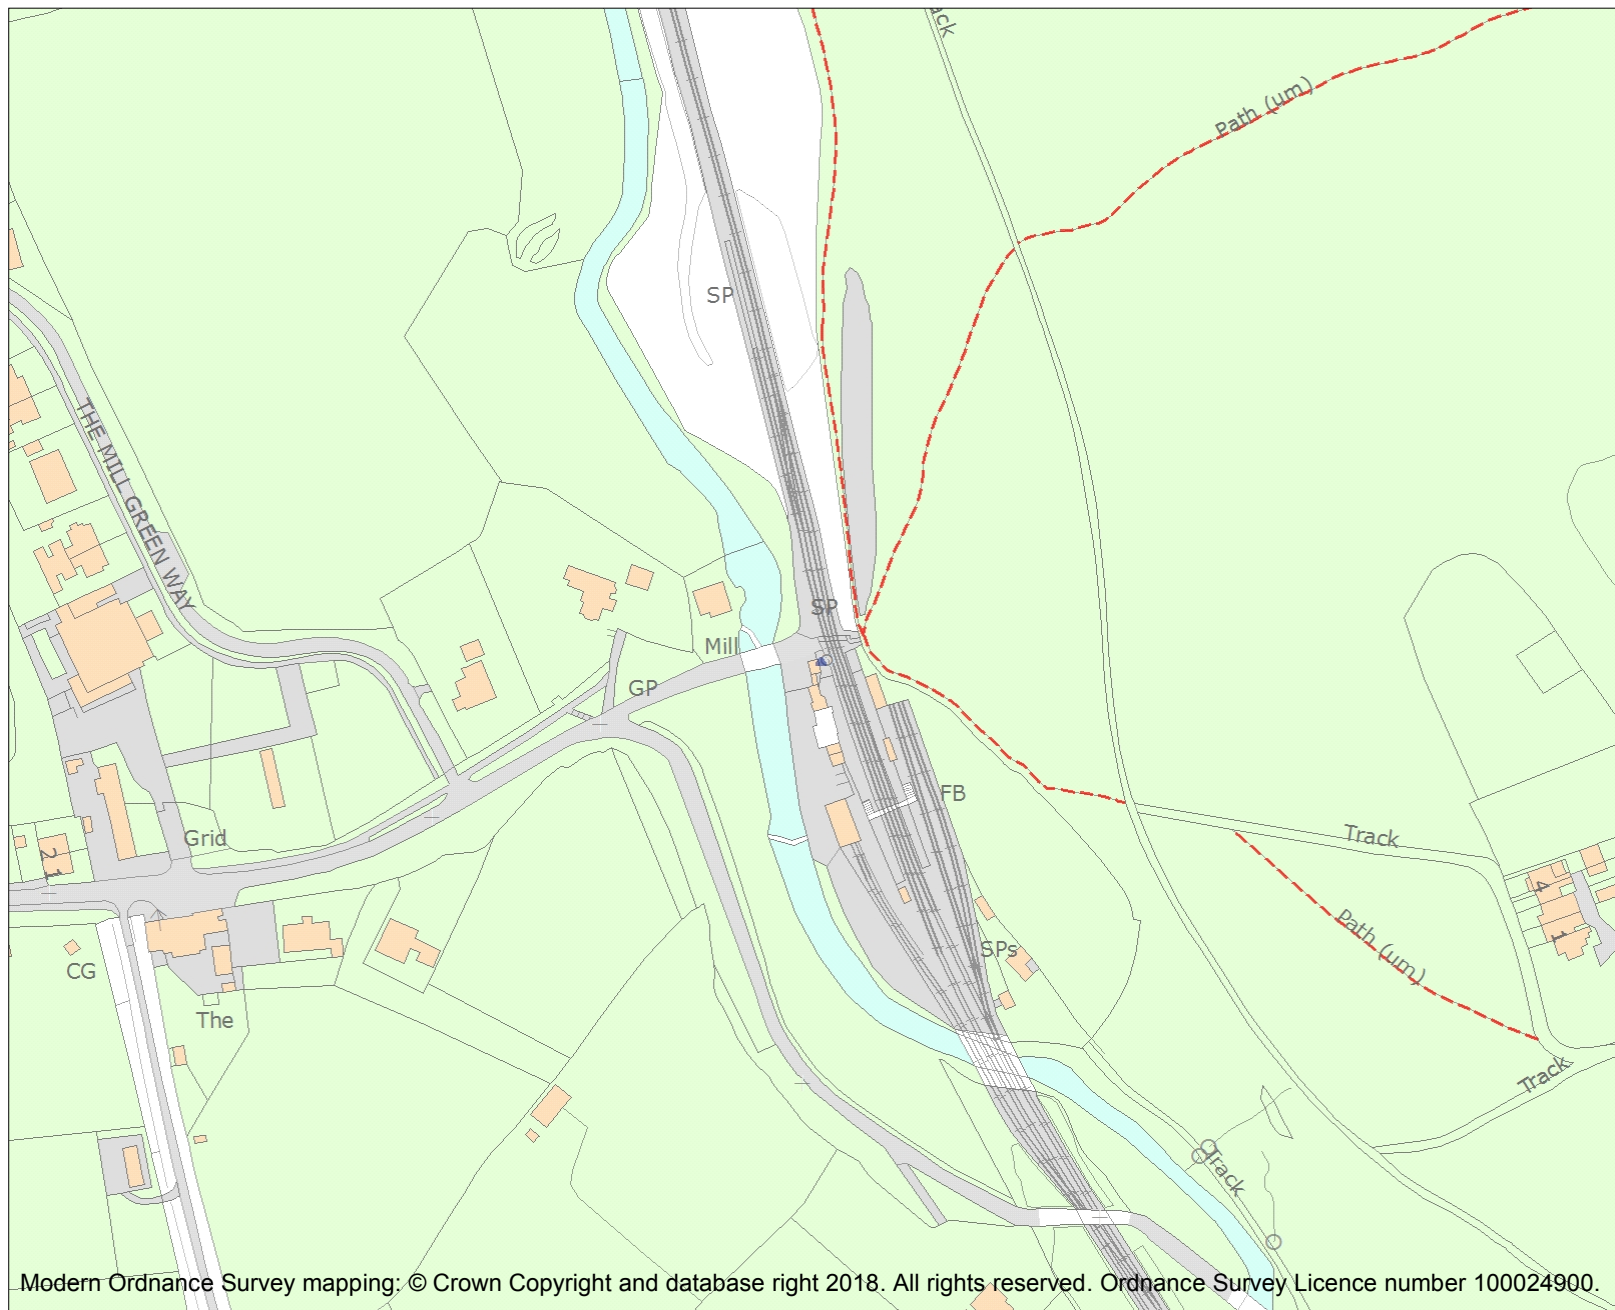 ack
Path (um)
SP
THE MILL GREEN WAY
SP
Mill
GP
FB
Grid
Track
21
4
1
Path (um)
SPs
CG
The
Track
Track
Modern Ordnance Survey mapping: © Crown Copyright and database right 2018. All rights reserved. Ordnance Survey Licence number 100024900.